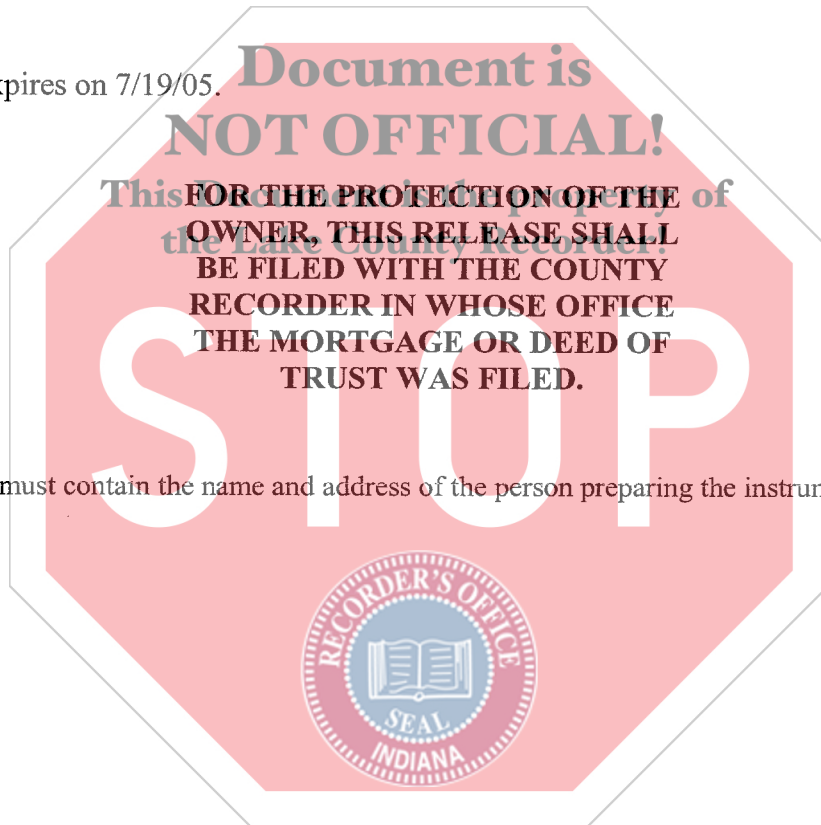 Document is
xpires on 7/19/05.
NOT OFFICIAL!
This Document is the property of
the Lake County Recorder!
FOR THE PROTECTION OF THE
OWNER, THIS RELEASE SHALL
BE FILED WITH THE COUNTY
RECORDER IN WHOSE OFFICE
THE MORTGAGE OR DEED OF
TRUST WAS FILED.
STOP
must contain the name and address of the person preparing the instrum
RECORDER'S OFFICE
SEAL
INDIANA